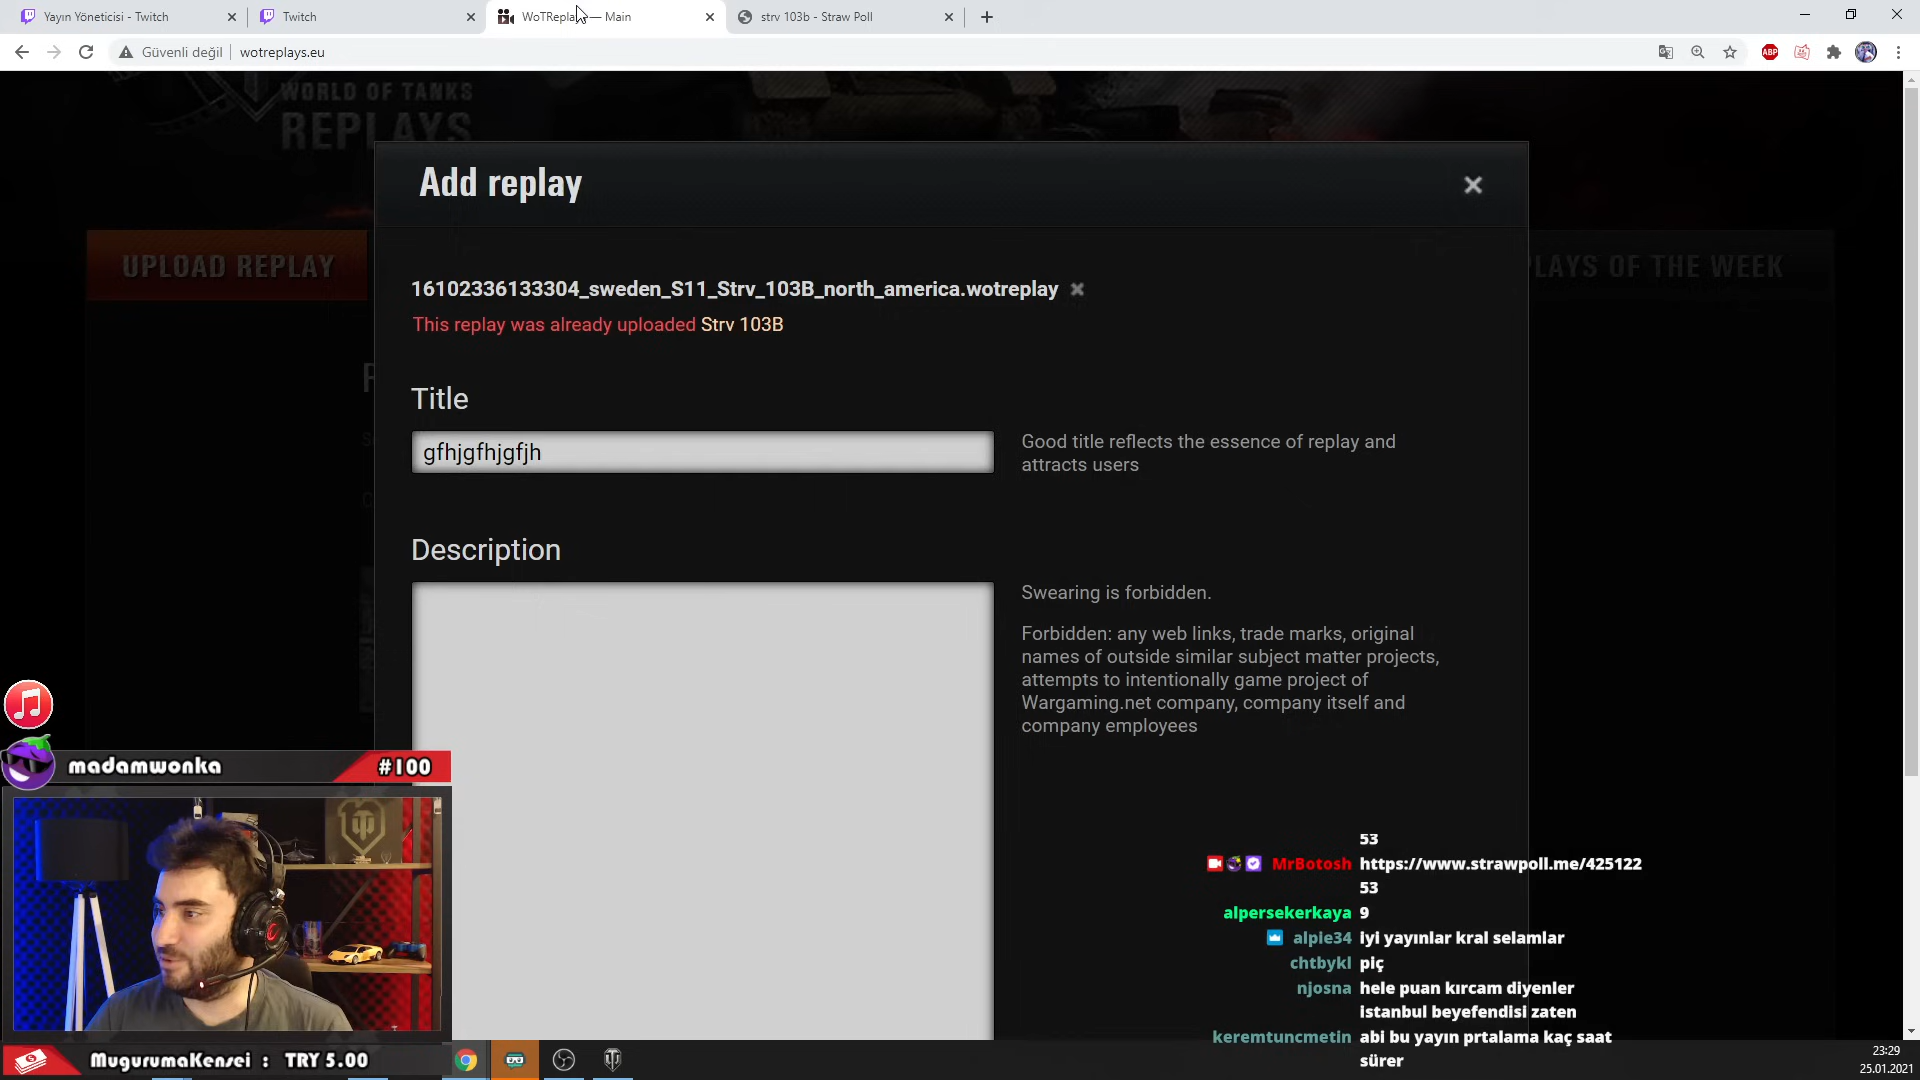 Yayın Yöneticisi - Twitch
Twitch
WoTRepla — Main
strv 103b - Straw Poll
Güvenli değil
wotreplays.eu
ABP
WORLD OF TANKS
REPLAYS
Add replay
UPLOAD REPLAY
PLAYS OF THE WEEK
16102336133304_sweden_S11_Strv_103B_north_america.wotreplay
This replay was already uploaded Strv 103B
Title
gfhjgfhjgfjh
Good title reflects the essence of replay and
attracts users
Description
Swearing is forbidden.
Forbidden: any web links, trade marks, original
names of outside similar subject matter projects,
attempts to intentionally game project of
Wargaming.net company, company itself and
company employees
madamwonka
#100
53
MrBotosh https://www.strawpoll.me/425122
53
alpersekerkaya 9
alpie34 iyi yayınlar kral selamlar
chtbykl piç
njosna hele puan kırcam diyenler
istanbul beyefendisi zaten
keremtuncmetin abi bu yayın prtalama kaç saat
sürer
MugurumaKensei : TRY 5.00
23:29
25.01.2021